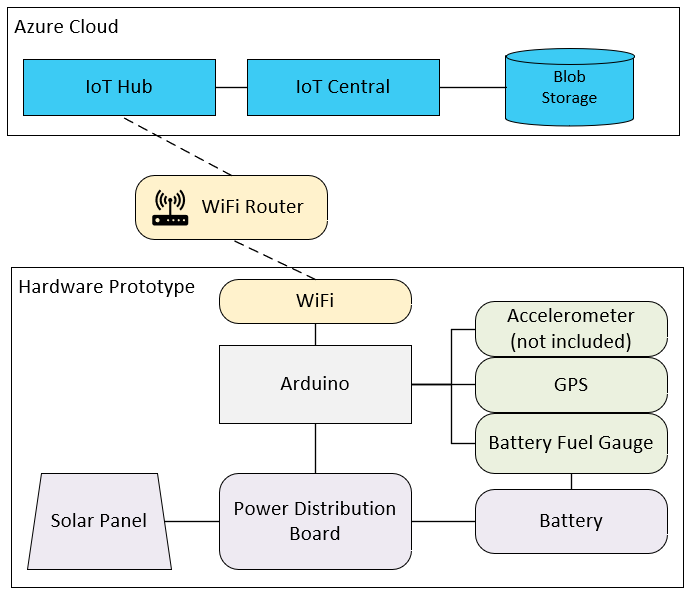 Azure Cloud
IoT Hub
IoT Central
Blob
Storage
WiFi Router
Hardware Prototype
WiFi
Accelerometer
(not included)
Arduino
GPS
Battery Fuel Gauge
Solar Panel
Power Distribution
Board
Battery